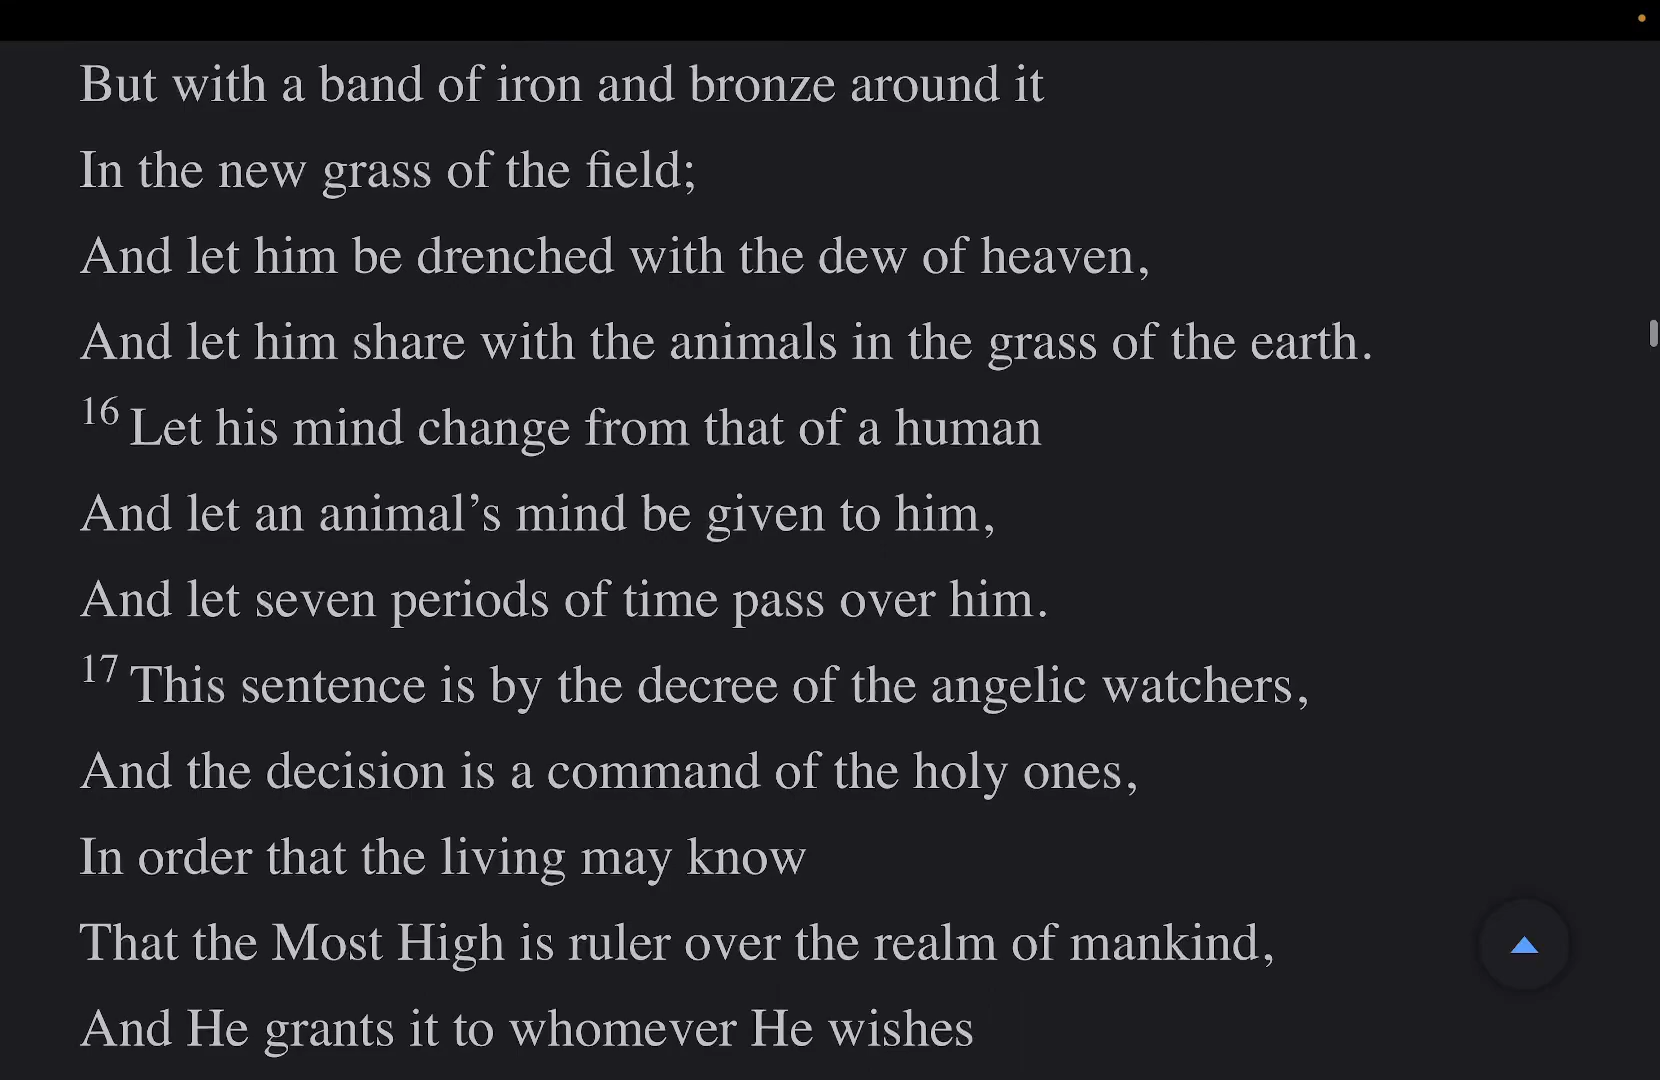 But with a band of iron and bronze around it
In the new grass of the field;
And let him be drenched with the dew of heaven,
And let him share with the animals in the grass of the earth.
16 Let his mind change from that of a human
And let an animal’s mind be given to him,
And let seven periods of time pass over him.
17 This sentence is by the decree of the angelic watchers,
And the decision is a command of the holy ones,
In order that the living may know
That the Most High is ruler over the realm of mankind,
And He grants it to whomever He wishes